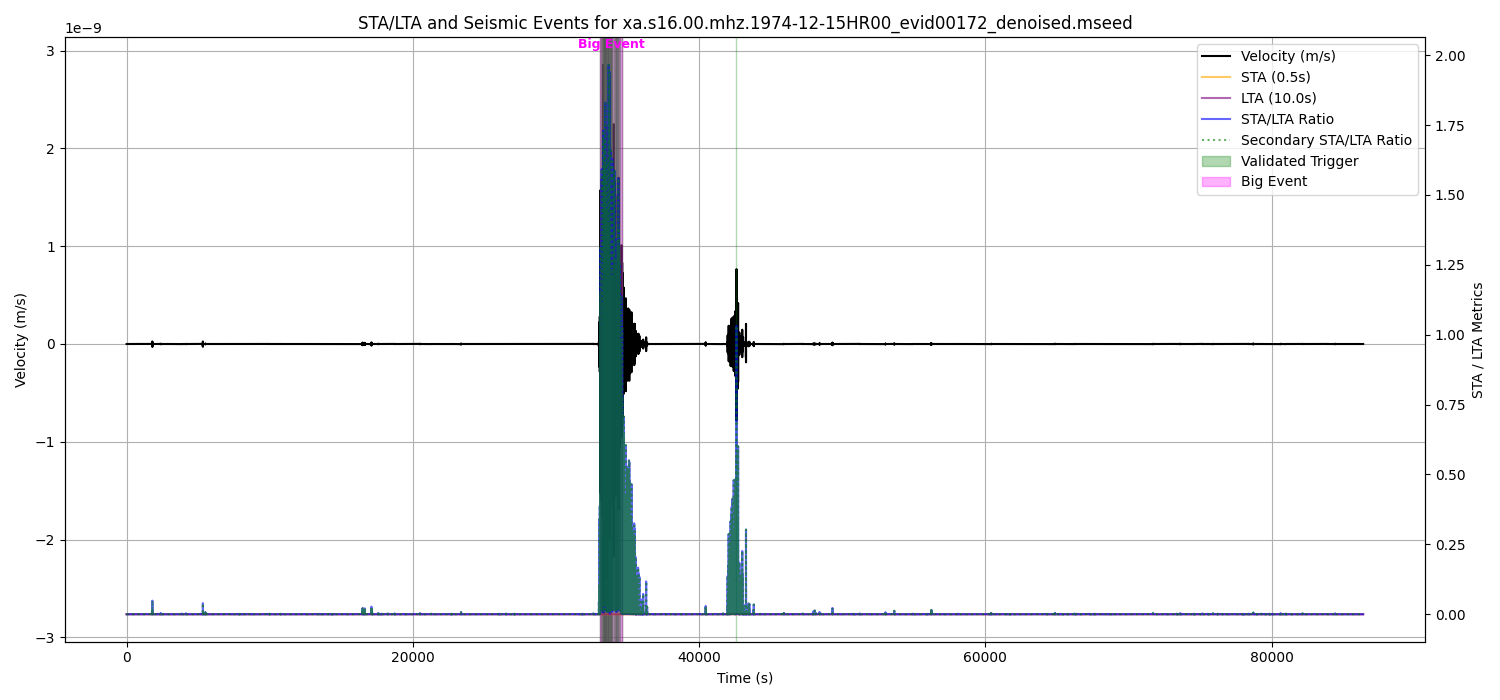 STA/LTA and Seismic Events for xa.s16.00.mhz.1974-12-15HR00_evid00172_denoised.mseed
1e−9
Big Event
3
2
1
0
−1
−2
−3
Velocity (m/s)
Velocity (m/s)
STA (0.5s)
LTA (10.0s)
STA/LTA Ratio
Secondary STA/LTA Ratio
Validated Trigger
Big Event
2.00
1.75
1.50
1.25
1.00
0.75
0.50
0.25
0.00
STA / LTA Metrics
0
20000
40000
60000
80000
Time (s)